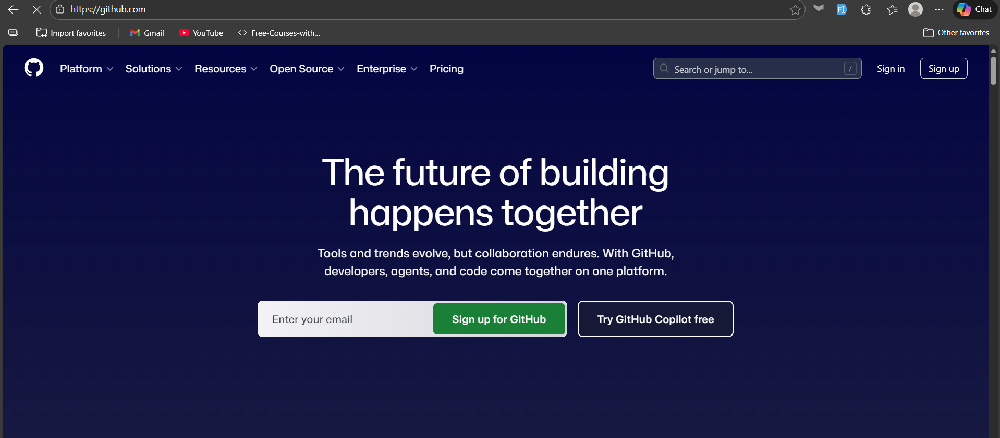 https://github.com
Chat
Import favorites
Gmail
YouTube
Free-Courses-with...
Other favorites
Platform
Solutions
Resources
Open Source
Enterprise
Pricing
Search or jump to...
/
Sign in
Sign up
The future of building
happens together
Tools and trends evolve, but collaboration endures. With GitHub,
developers, agents, and code come together on one platform.
Enter your email
Sign up for GitHub
Try GitHub Copilot free